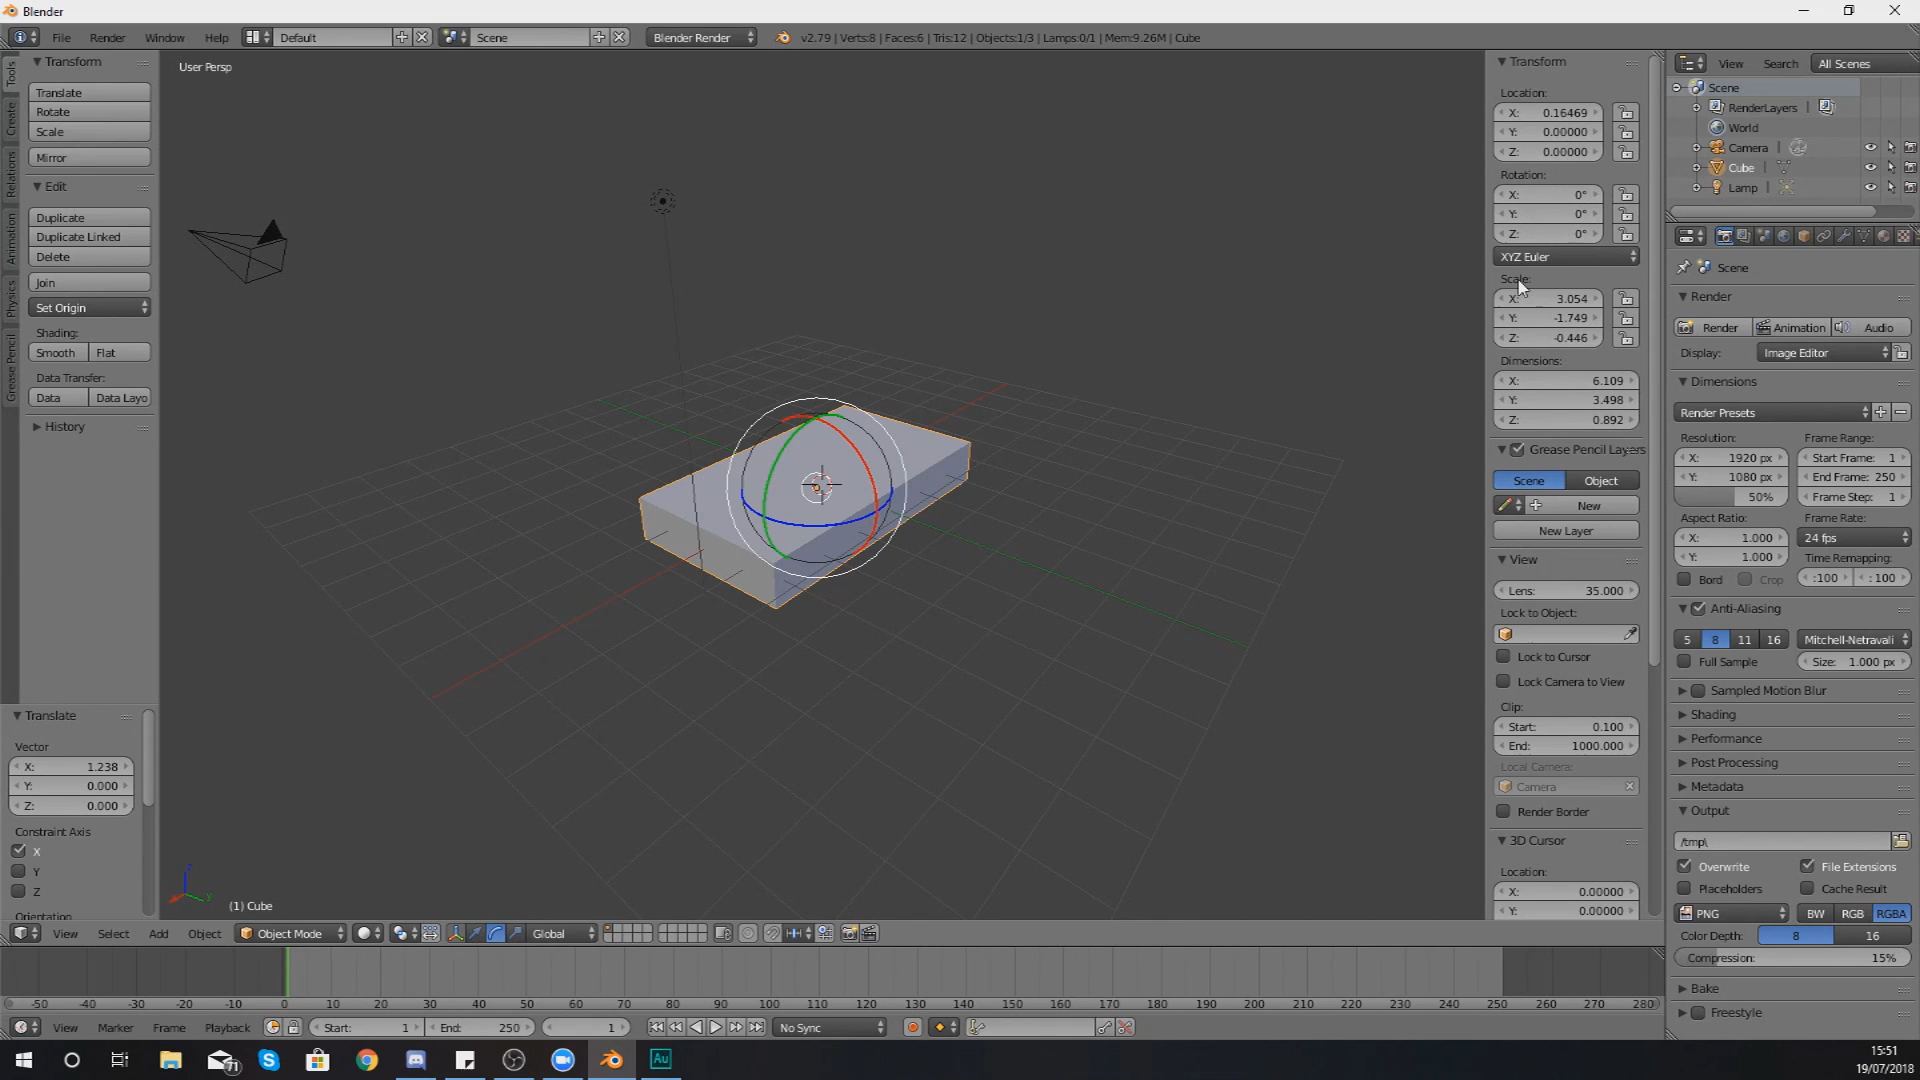 Blender
File Render Window Help Default Scene Blender Render v2.79 | Verts:8 | Faces:6 | Tris:12 | Objects:1/3 | Lamps:0/1 | Mem:9.26M | Cube
Tools
Create
Relations
Animation
Physics
Grease Pencil
Transform
Translate
Rotate
Scale
Mirror
Edit
Duplicate
Duplicate Linked
Delete
Join
Set Origin
Shading:
Smooth Flat
Data Transfer:
Data Data Layo
History
Translate
Vector
X: 1.238
Y: 0.000
Z: 0.000
Constraint Axis
X
Y
Z
Orientation
User Persp
(1) Cube
Transform
Location:
X: 0.16469
Y: 0.00000
Z: 0.00000
Rotation:
X: 0°
Y: 0°
Z: 0°
XYZ Euler
Scale:
X: 3.054
Y: -1.749
Z: -0.446
Dimensions:
X: 6.109
Y: 3.498
Z: 0.892
Grease Pencil Layers
Scene Object
New
New Layer
View
Lens: 35.000
Lock to Object:
Lock to Cursor
Lock Camera to View
Clip:
Start: 0.100
End: 1000.000
Local Camera:
Camera
Render Border
3D Cursor
Location:
X: 0.00000
Y: 0.00000
View Search All Scenes
Scene
RenderLayers
World
Camera
Cube
Lamp
Scene
Render
Render Animation Audio
Display: Image Editor
Dimensions
Render Presets
Resolution: Frame Range:
X: 1920 px Start Frame: 1
Y: 1080 px End Frame: 250
50% Frame Step: 1
Aspect Ratio: Frame Rate:
X: 1.000 24 fps
Y: 1.000 Time Remapping:
Bord Crop :100 :100
Anti-Aliasing
5 8 11 16 Mitchell-Netravali
Full Sample Size: 1.000 px
Sampled Motion Blur
Shading
Performance
Post Processing
Metadata
Output
/tmp\
Overwrite File Extensions
Placeholders Cache Result
PNG BW RGB RGBA
Color Depth: 8 16
Compression: 15%
Bake
Freestyle
View Select Add Object Object Mode Global
-50 -40 -30 -20 -10 0 10 20 30 40 50 60 70 80 90 100 110 120 130 140 150 160 170 180 190 200 210 220 230 240 250 260 270 280
View Marker Frame Playback Start: 1 End: 250 1 No Sync
71 Au
15:51
19/07/2018